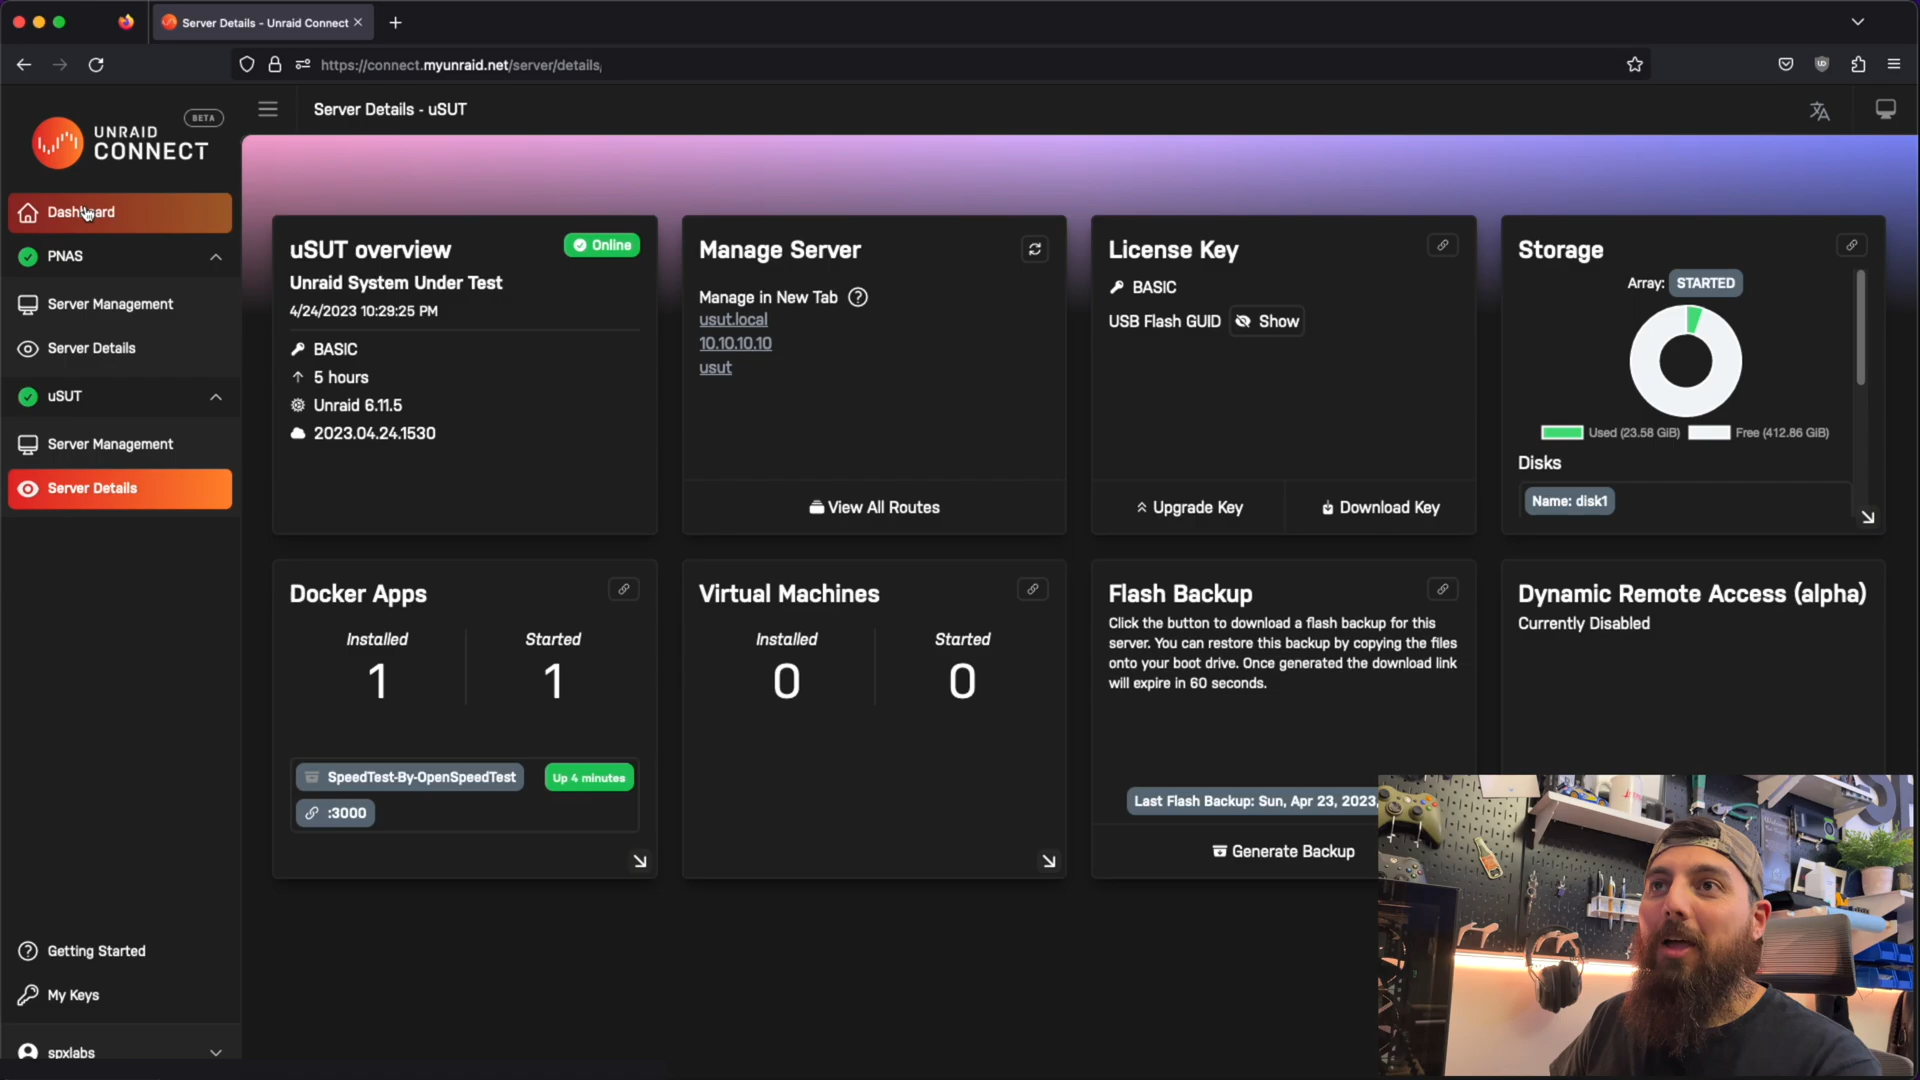 Server Details - Unraid Connect
https://connect.myunraid.net/server/details
BETA
UNRAID
CONNECT
Server Details - uSUT
Dashboard
PNAS
Server Management
Server Details
uSUT
Server Management
Server Details
Getting Started
My Keys
spxlabs
uSUT overview
Online
Unraid System Under Test
4/24/2023 10:29:25 PM
BASIC
5 hours
Unraid 6.11.5
2023.04.24.1530
Manage Server
Manage in New Tab
usut.local
10.10.10.10
usut
View All Routes
License Key
BASIC
USB Flash GUID Show
Upgrade Key Download Key
Storage
Array: STARTED
Used (23.58 GiB) Free (412.86 GiB)
Disks
Name: disk1
Docker Apps
Installed Started
1 1
SpeedTest-By-OpenSpeedTest Up 4 minutes
:3000
Virtual Machines
Installed Started
0 0
Flash Backup
Click the button to download a flash backup for this
server. You can restore this backup by copying the files
onto your boot drive. Once generated the download link
will expire in 60 seconds.
Last Flash Backup: Sun, Apr 23, 2023,
Generate Backup
Dynamic Remote Access (alpha)
Currently Disabled